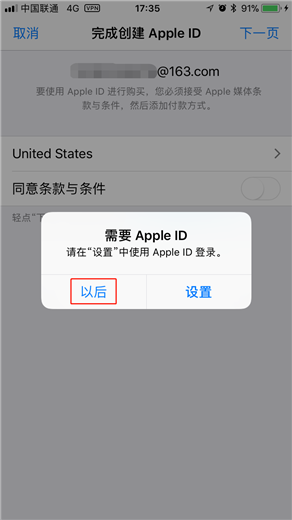 中国联通 4G VPN 17:35 91%
取消 完成创建 Apple ID 下一页
@163.com
要使用 Apple ID 进行购买，您必须接受 Apple 媒体条
款与条件，然后添加付款方式。
United States
同意条款与条件
轻点“下
需要 Apple ID
请在“设置”中使用 Apple ID 登录。
以后 设置